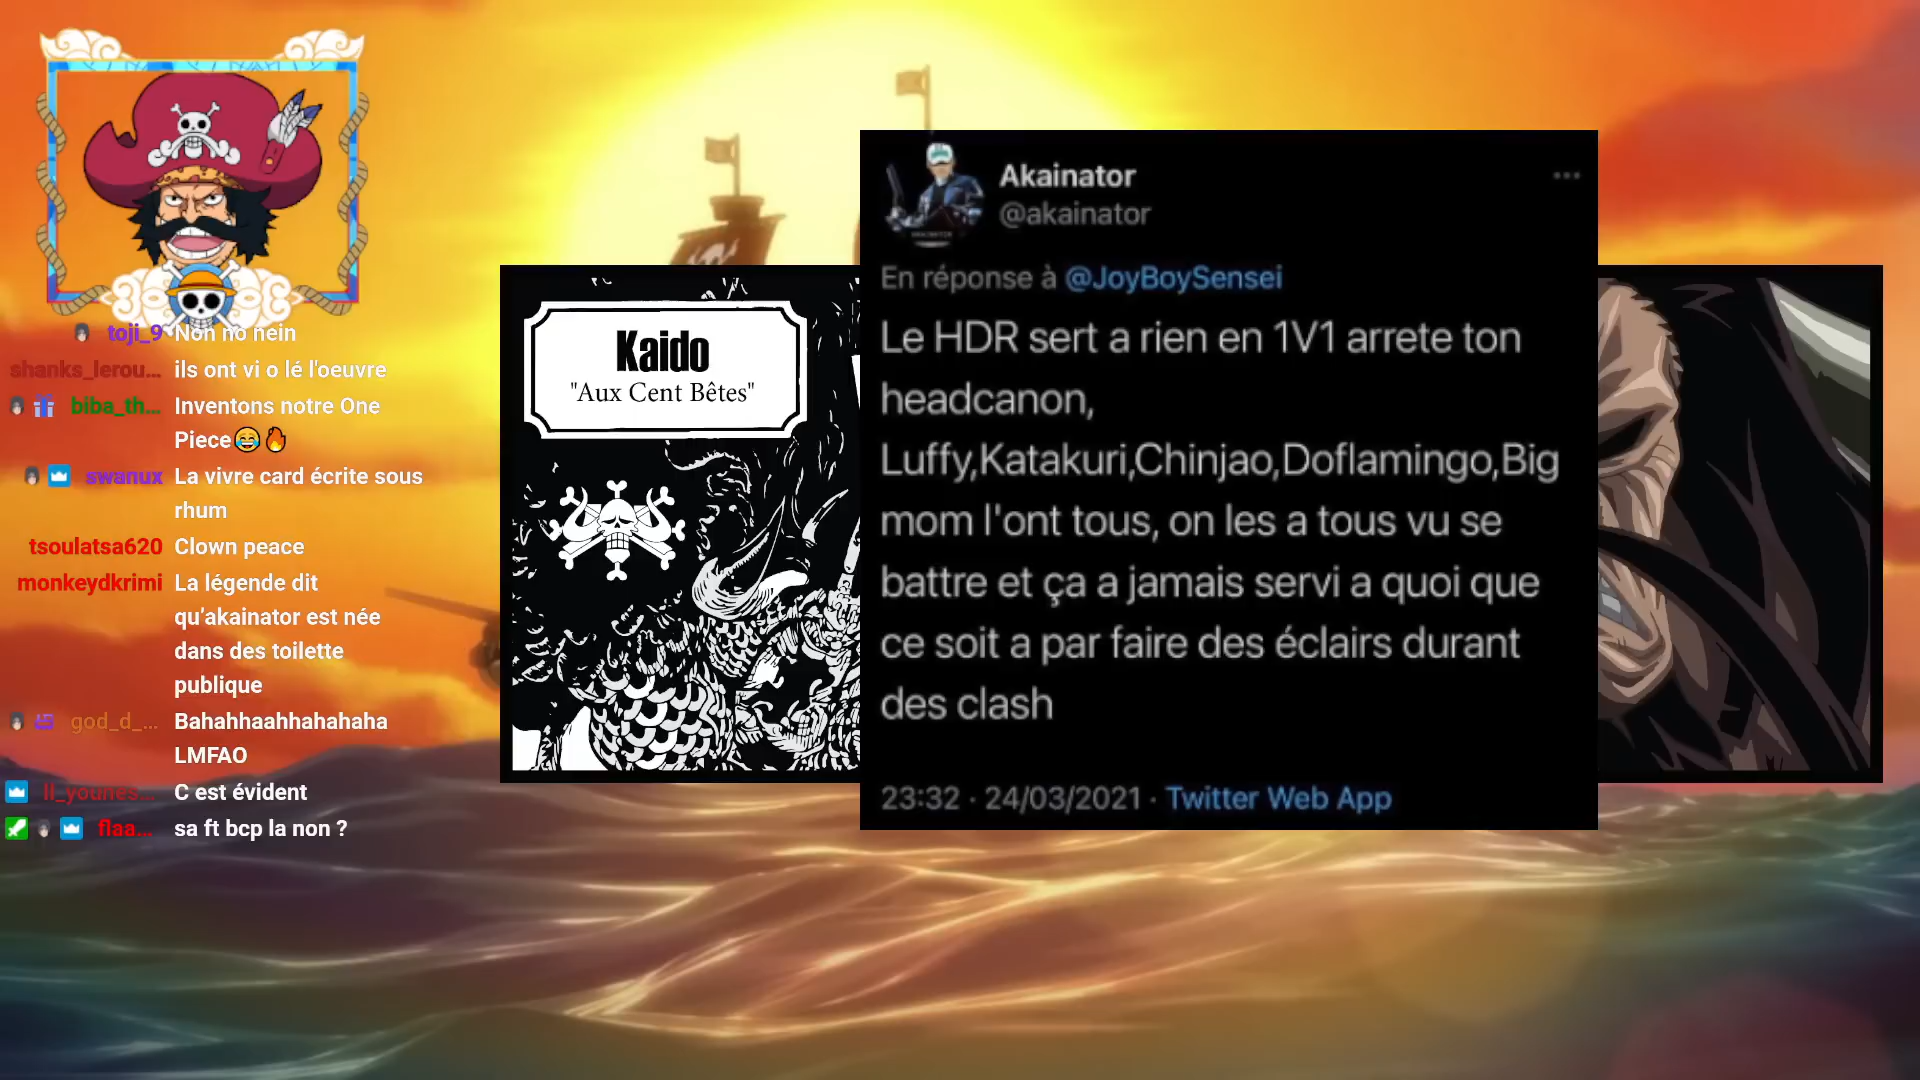 toji_9 Non no nein
shanks_lerou... ils ont vi o lé l'oeuvre
biba_th... Inventons notre One
Piece😂🔥
swanux La vivre card écrite sous
rhum
tsoulatsa620 Clown peace
monkeydkrimi La légende dit
qu'akainator est née
dans des toilette
publique
god_d_... Bahahhaahhahahaha
LMFAO
ll_younes... C est évident
flaa... sa ft bcp la non ?
Kaido
"Aux Cent Bêtes"
Akainator
@akainator
En réponse à @JoyBoySensei
Le HDR sert a rien en 1V1 arrete ton
headcanon,
Luffy,Katakuri,Chinjao,Doflamingo,Big
mom l'ont tous, on les a tous vu se
battre et ça a jamais servi a quoi que
ce soit a par faire des éclairs durant
des clash
23:32 · 24/03/2021 · Twitter Web App